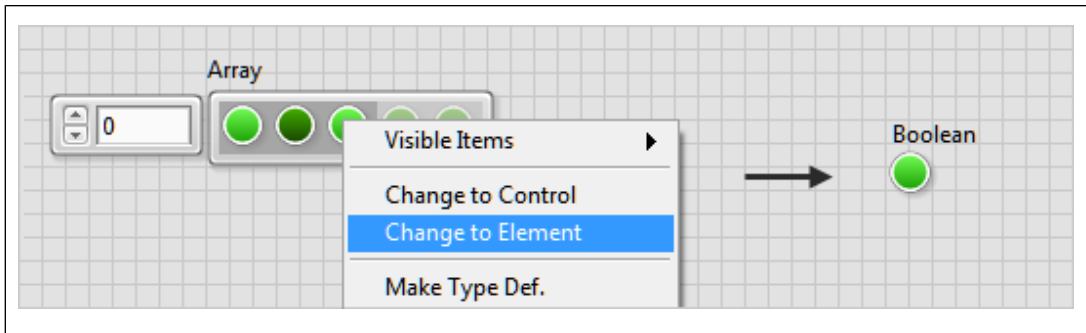 Array
0
Visible Items
Boolean
Change to Control
Change to Element
Make Type Def.